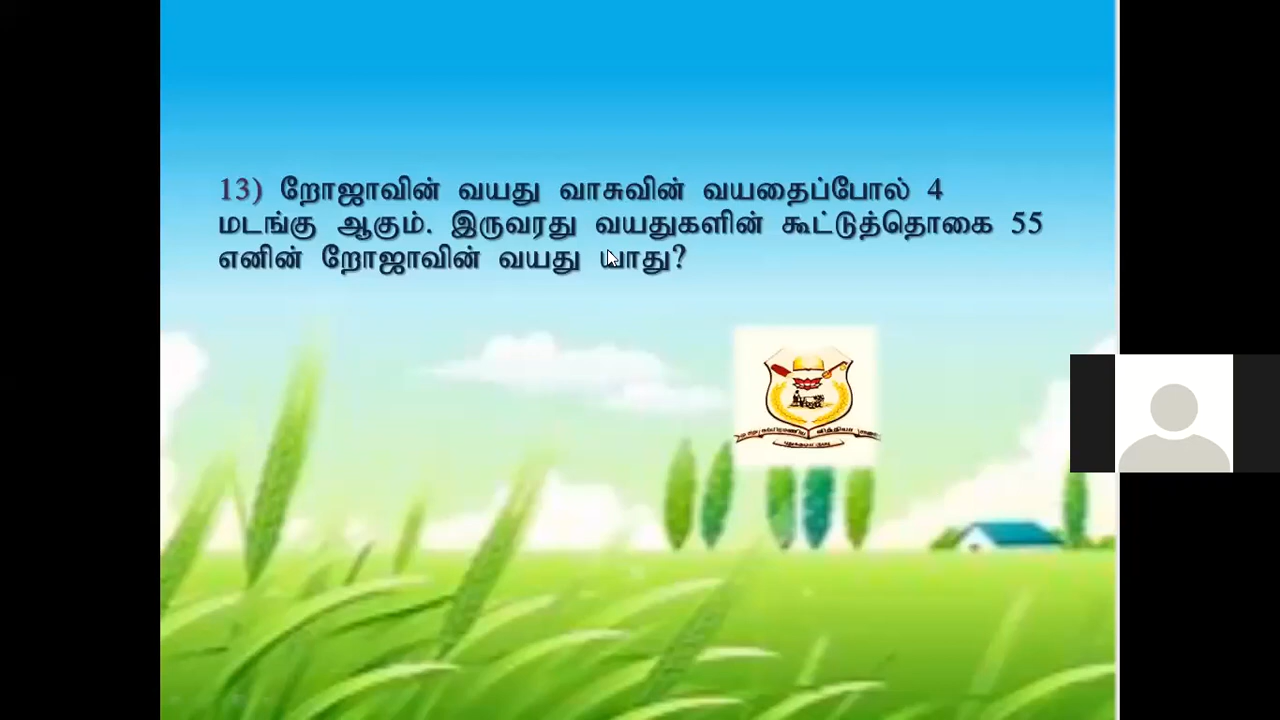 13) றோஜாவின் வயது வாசுவின் வயதைப்போல் 4
மடங்கு ஆகும். இருவரது வயதுகளின் கூட்டுத்தொகை 55
எனின் றோஜாவின் வயது யாது?